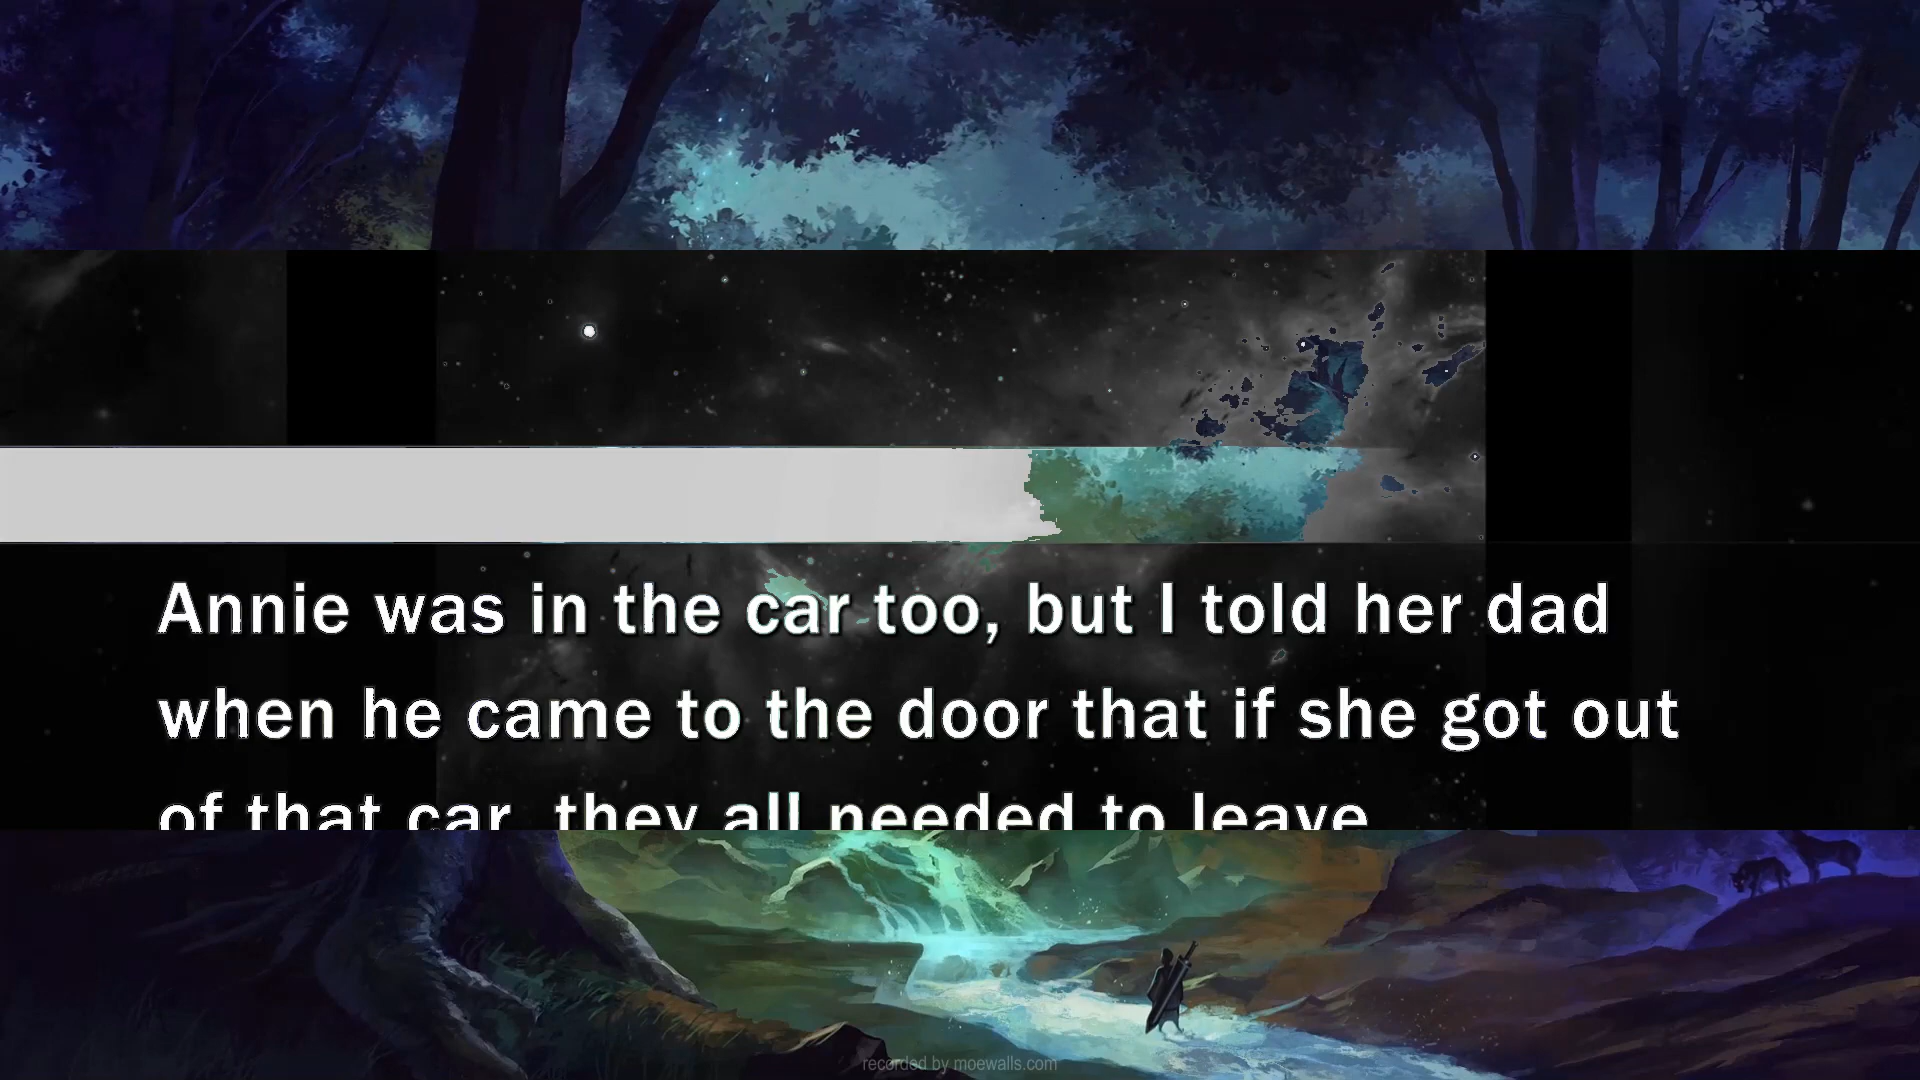 Annie was in the car too, but I told her dad
when he came to the door that if she got out
of that car, they all needed to leave
recorded by moewalls.com